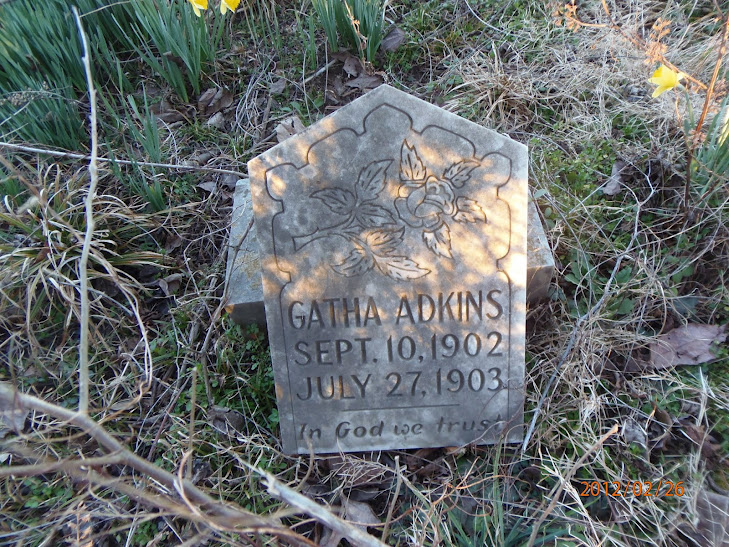 GATHA ADKINS
SEPT. 10, 1902
JULY 27, 1903
In God we trust
2012/02/26